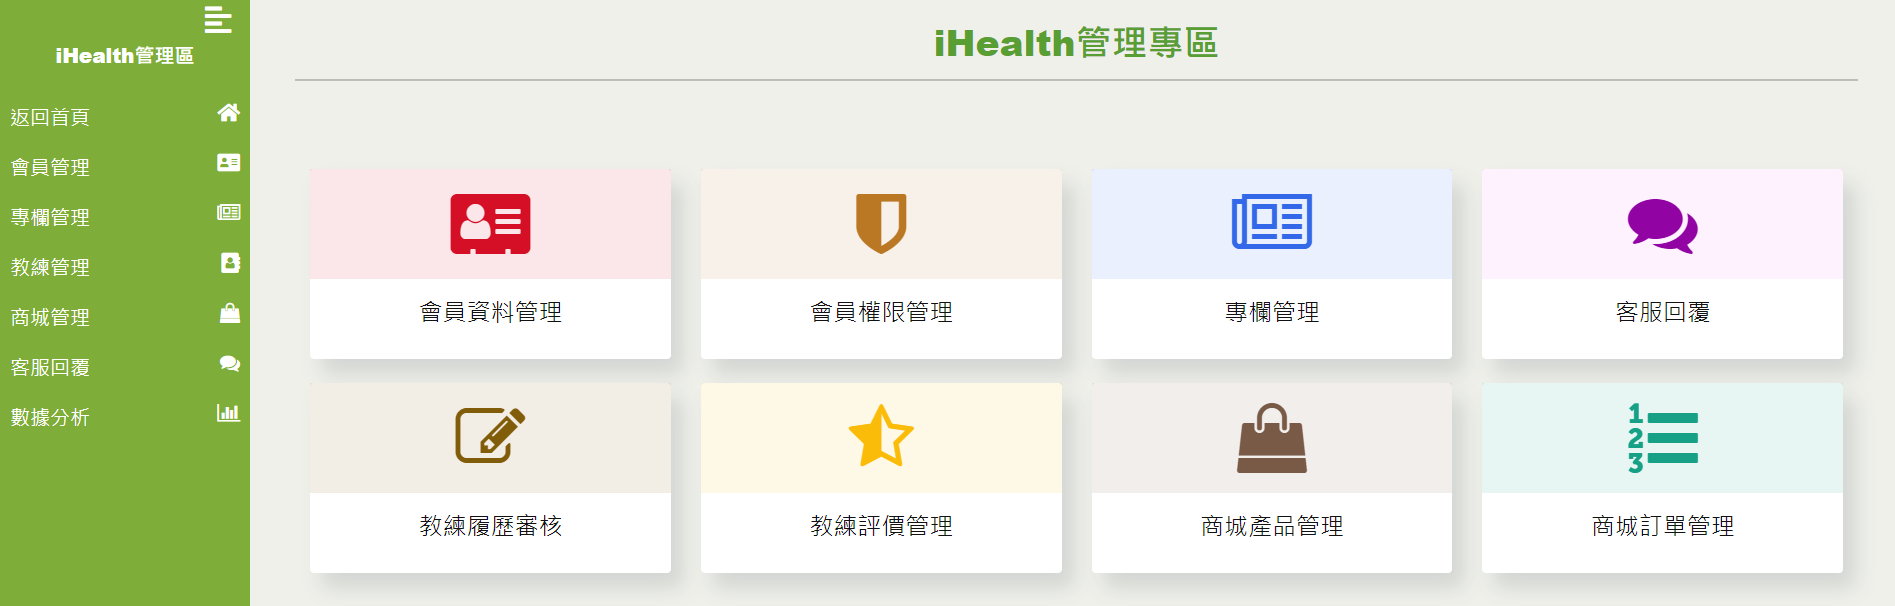 iHealth管理區
返回首頁
會員管理
專欄管理
教練管理
商城管理
客服回覆
數據分析
iHealth管理專區
會員資料管理
會員權限管理
專欄管理
客服回覆
教練履歷審核
教練評價管理
商城產品管理
1
2
3
商城訂單管理